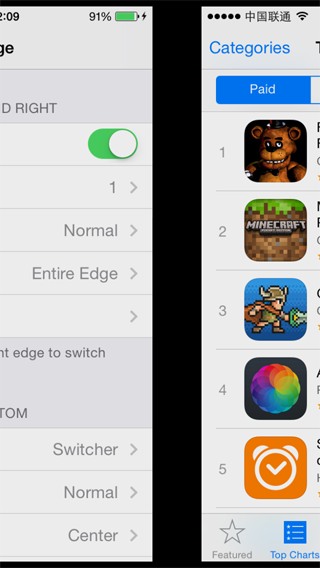 2:09
91%
ge
D RIGHT
1
Normal
Entire Edge
nt edge to switch
TOM
Switcher
Normal
Center
中国联通
Categories
T
Paid
1
2
MINECRAFT
3
4
5
Featured
Top Charts